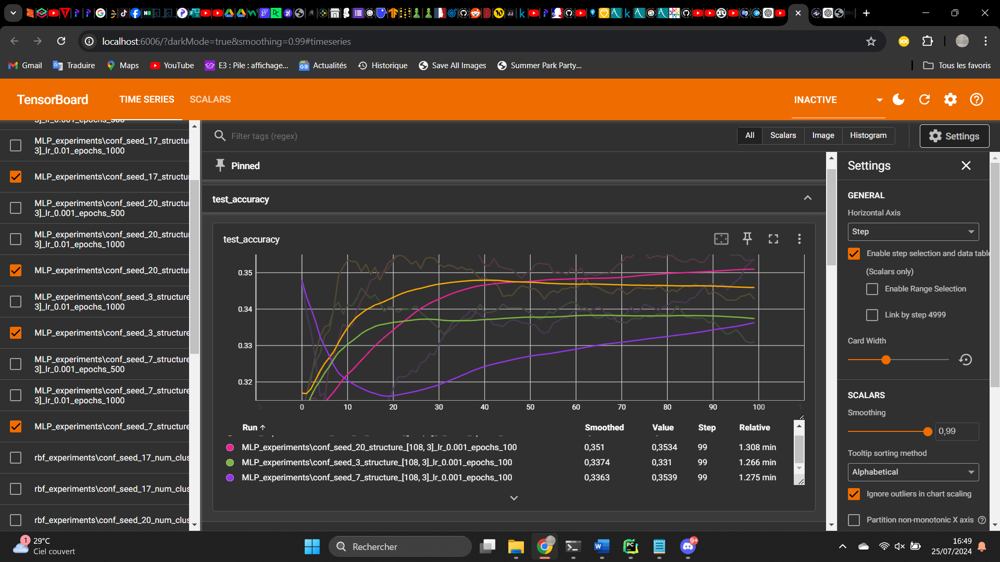 localhost:6006/?darkMode=true&smoothing=0.99#timeseries
Gmail
Traduire
Maps
YouTube
E3 : Pile : affichage...
Actualités
Historique
Save All Images
Summer Park Party...
Tous les favoris
TensorBoard
TIME SERIES
SCALARS
INACTIVE
3]_lr_0.001_epochs_500
MLP_experiments\conf_seed_17_structu
3]_lr_0.01_epochs_1000
MLP_experiments\conf_seed_17_structu
MLP_experiments\conf_seed_20_structu
3]_lr_0.001_epochs_500
MLP_experiments\conf_seed_20_structu
3]_lr_0.01_epochs_1000
MLP_experiments\conf_seed_20_structu
MLP_experiments\conf_seed_3_structure
3]_lr_0.01_epochs_1000
MLP_experiments\conf_seed_3_structure
MLP_experiments\conf_seed_7_structure
3]_lr_0.001_epochs_500
MLP_experiments\conf_seed_7_structure
3]_lr_0.01_epochs_1000
MLP_experiments\conf_seed_7_structure
rbf_experiments\conf_seed_17_num_clus
rbf_experiments\conf_seed_17_num_clus
rbf_experiments\conf_seed_20_num_clus
Filter tags (regex)
All
Scalars
Image
Histogram
Settings
Pinned
test_accuracy
test_accuracy
0.35
0.34
0.33
0.32
0 10 20 30 40 50 60 70 80 90 100
Run ↑ Smoothed Value Step Relative
MLP_experiments\conf_seed_20_structure_[108, 3]_lr_0.001_epochs_100 0,351 0,3534 99 1.308 min
MLP_experiments\conf_seed_3_structure_[108, 3]_lr_0.001_epochs_100 0,3374 0,331 99 1.266 min
MLP_experiments\conf_seed_7_structure_[108, 3]_lr_0.001_epochs_100 0,3363 0,3539 99 1.275 min
Settings
GENERAL
Horizontal Axis
Step
Enable step selection and data table
(Scalars only)
Enable Range Selection
Link by step 4999
Card Width
SCALARS
Smoothing
0,99
Tooltip sorting method
Alphabetical
Ignore outliers in chart scaling
Partition non-monotonic X axis
1
29°C
Ciel couvert
Rechercher
9+
16:49
25/07/2024